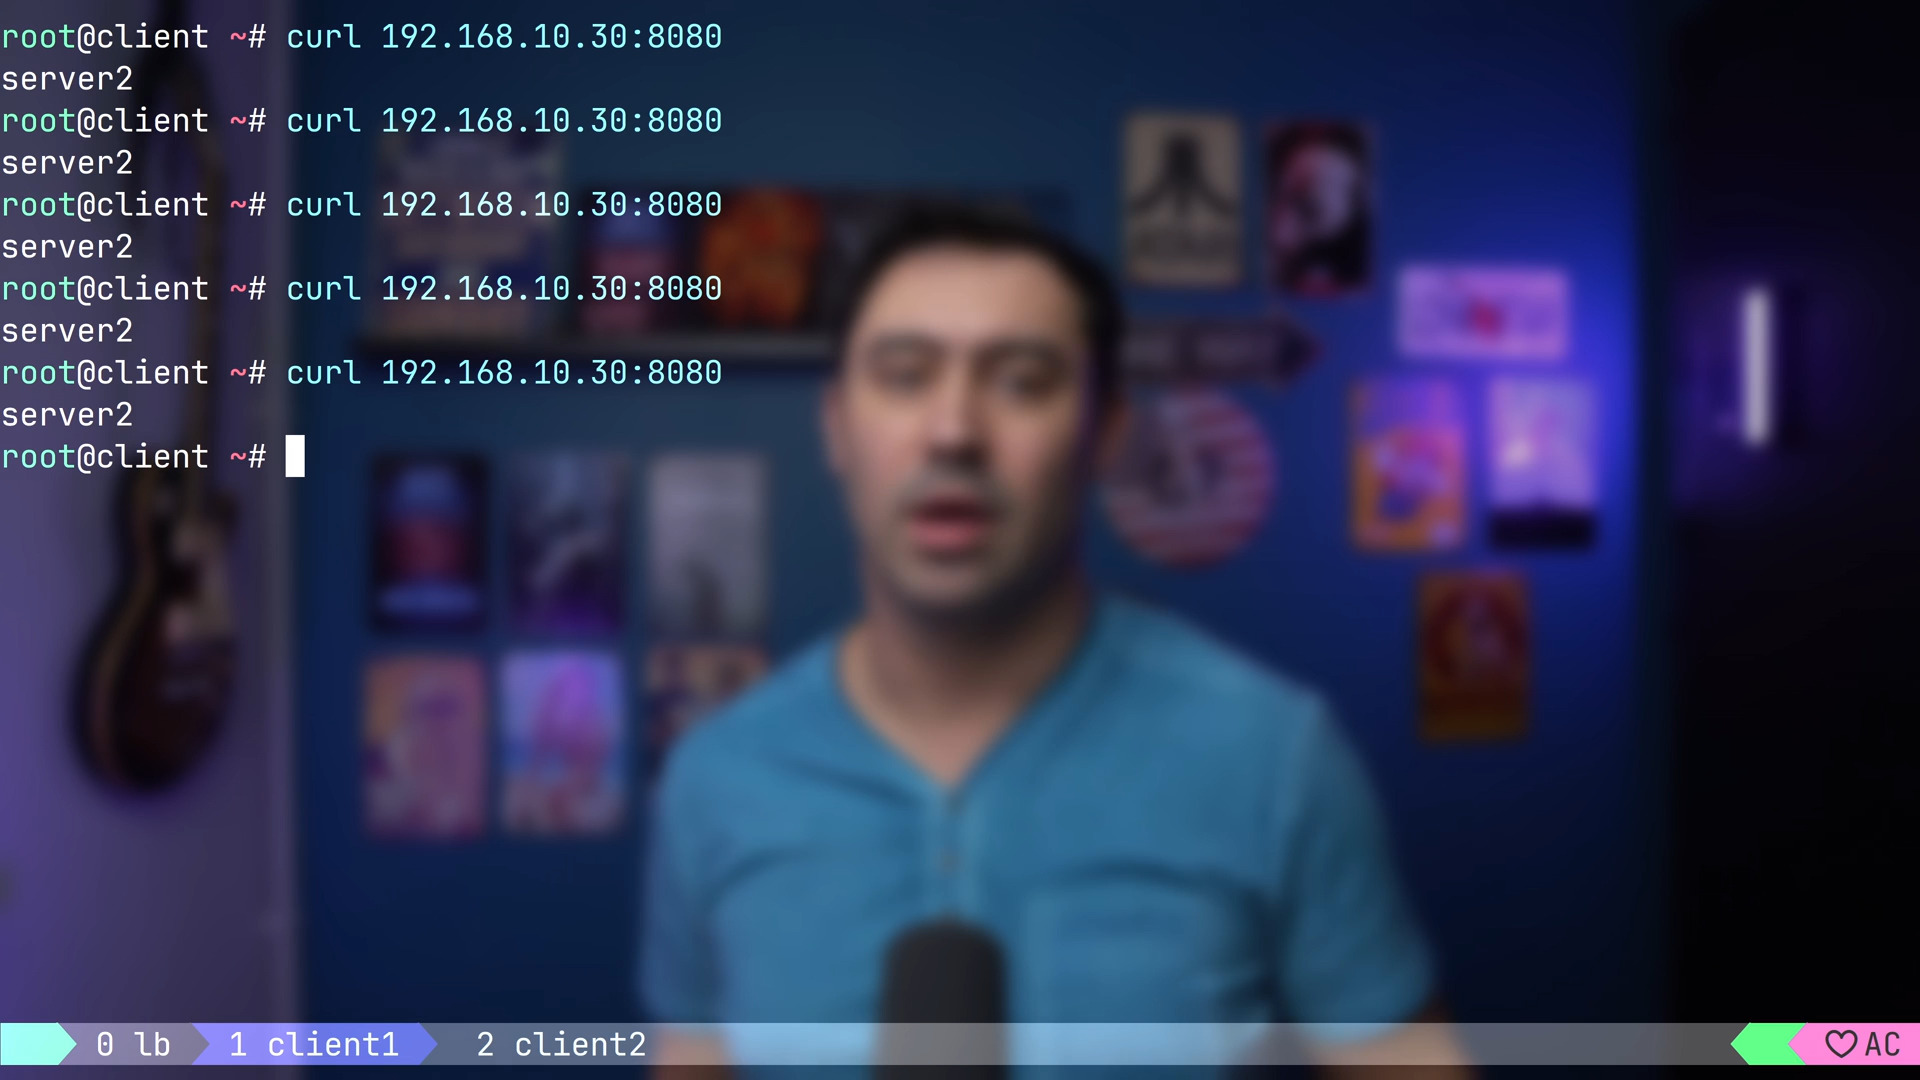 root@client ~# curl 192.168.10.30:8080
server2
root@client ~# curl 192.168.10.30:8080
server2
root@client ~# curl 192.168.10.30:8080
server2
root@client ~# curl 192.168.10.30:8080
server2
root@client ~# curl 192.168.10.30:8080
server2
root@client ~#
0 lb 1 client1 2 client2 ♡ AC